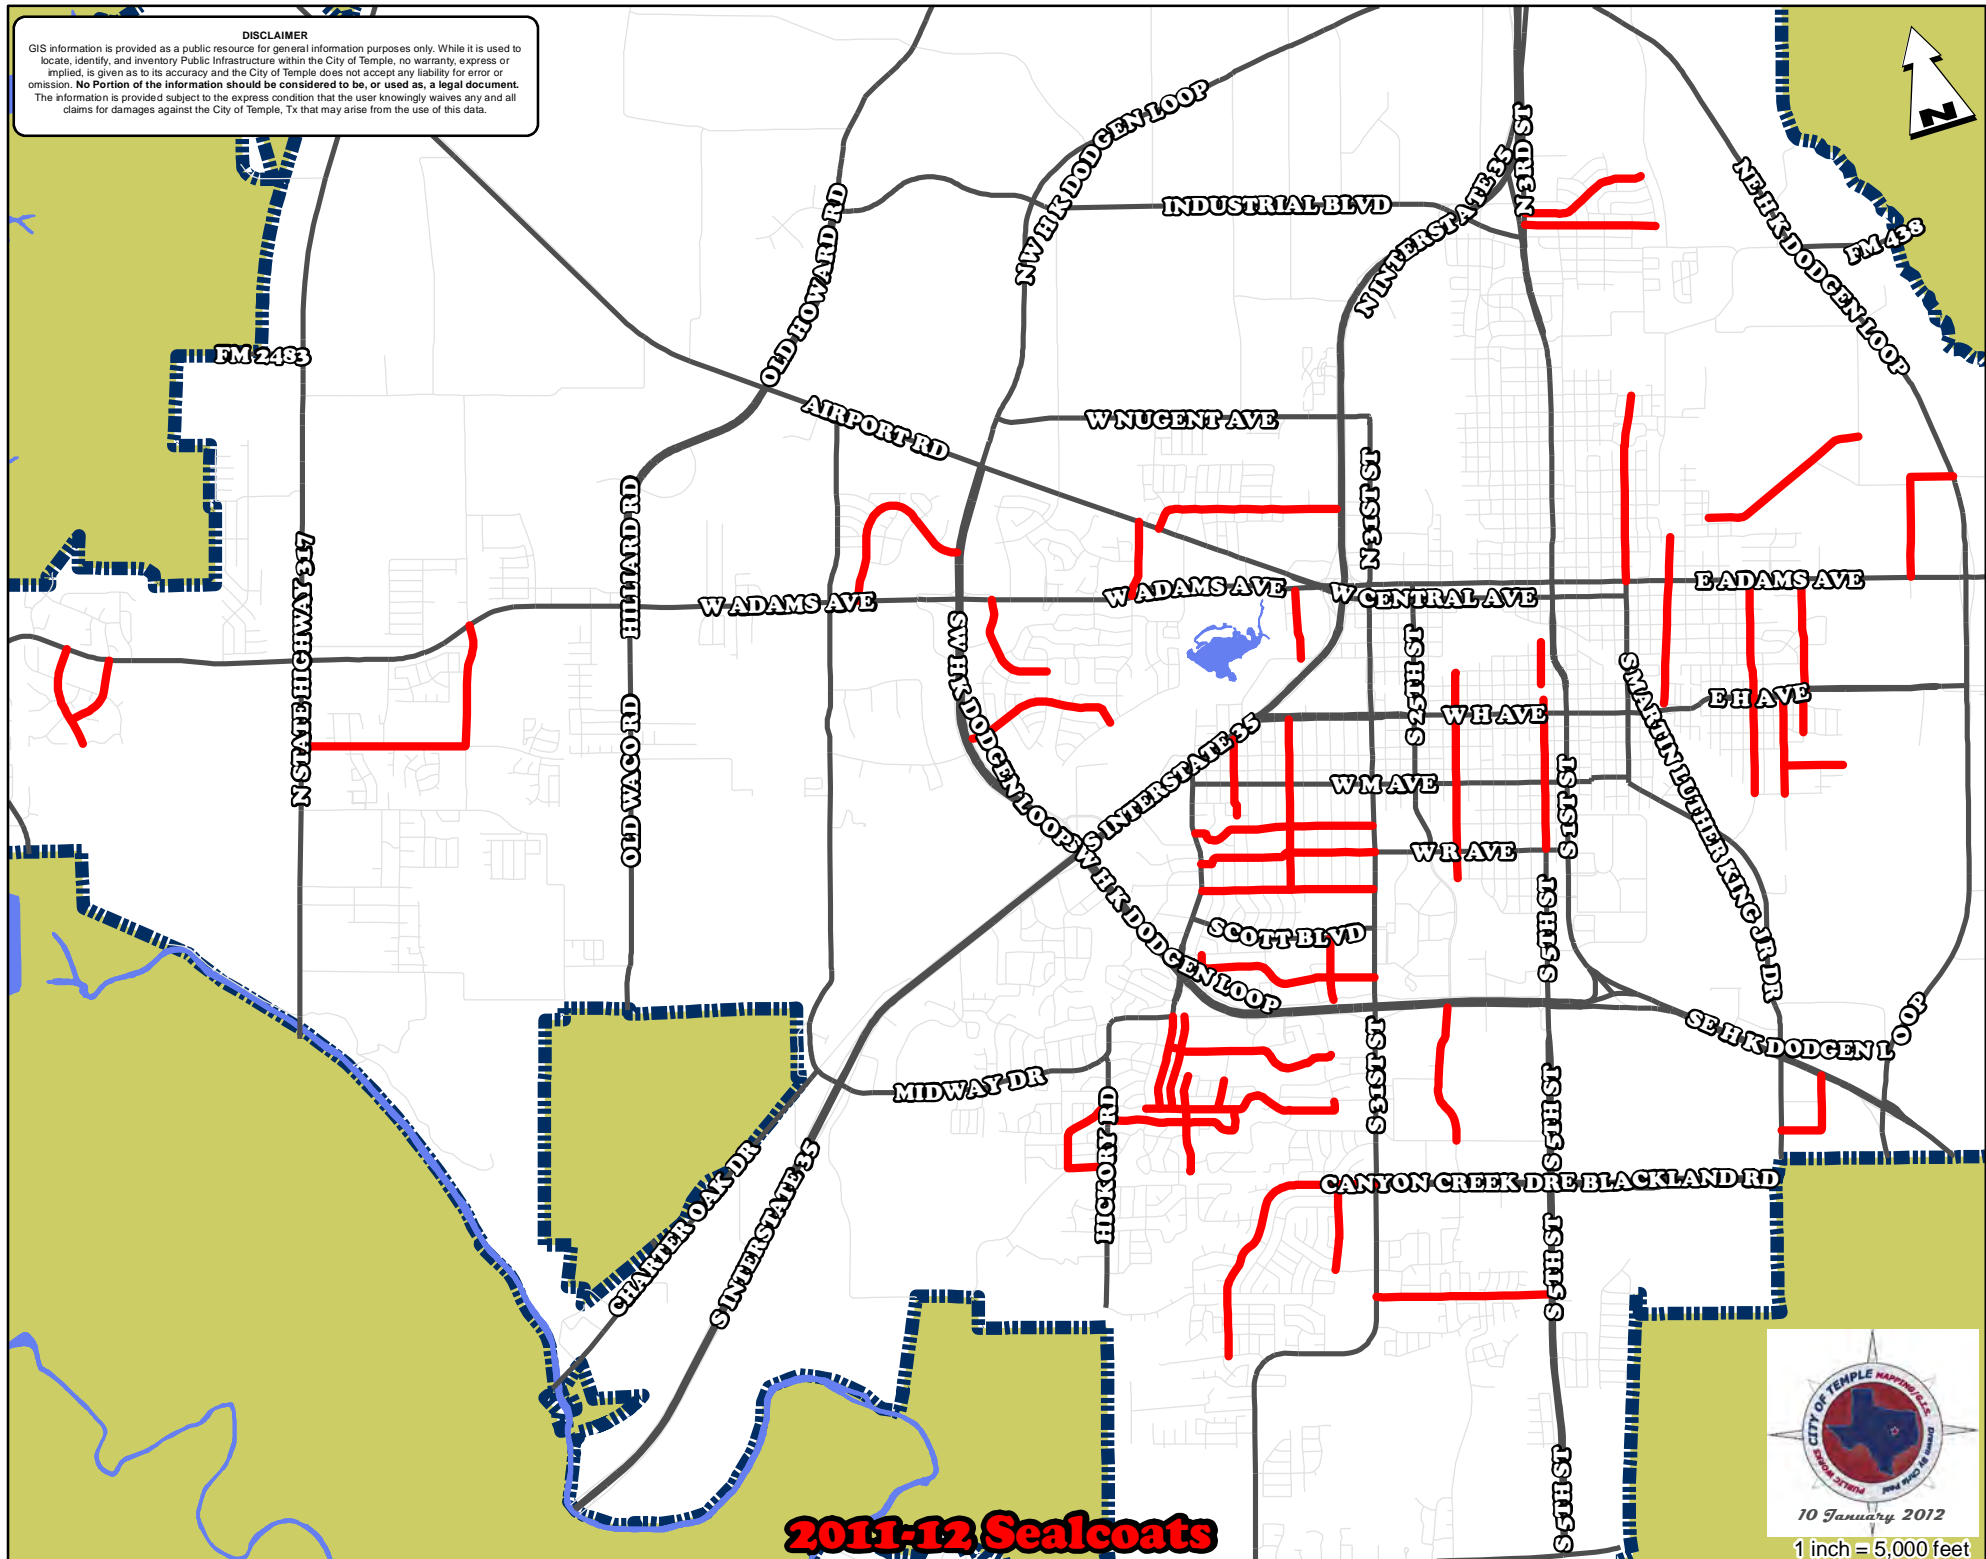 DISCLAIMER
GIS information is provided as a public resource for general information purposes only. While it is used to
locate, identify, and inventory Public Infrastructure within the City of Temple, no warranty, express or
implied, is given as to its accuracy and the City of Temple does not accept any liability for error or
omission. No Portion of the information should be considered to be, or used as, a legal document.
The information is provided subject to the express condition that the user knowingly waives any and all
claims for damages against the City of Temple, Tx that may arise from the use of this data.
N
NW H K DODGEN LOOP
N 3RD ST
N INTERSTATE 35
INDUSTRIAL BLVD
OLD HOWARD RD
NE H K DODGEN LOOP
FM 438
FM 2483
AIRPORT RD
W NUGENT AVE
N 31ST ST
N STATE HIGHWAY 317
HILLIARD RD
W ADAMS AVE
W ADAMS AVE
W CENTRAL AVE
E ADAMS AVE
SW H K DODGEN LOOP
S 25TH ST
S MARTIN LUTHER KING JR DR
E H AVE
W H AVE
OLD WACO RD
S INTERSTATE 35
W M AVE
S 1ST ST
W R AVE
SW H K DODGEN LOOP
SCOTT BLVD
S 5TH ST
SE H K DODGEN LOOP
S 31ST ST
MIDWAY DR
HICKORY RD
S 5TH ST
CHARTER OAK DR
S INTERSTATE 35
CANYON CREEK DR
E BLACKLAND RD
S 5TH ST
S 5TH ST
2011-12 Sealcoats
CITY OF TEMPLE MAPPING/G.I.S.
PUBLIC WORKS
Drawn By Chris Peal
10 January 2012
1 inch = 5,000 feet